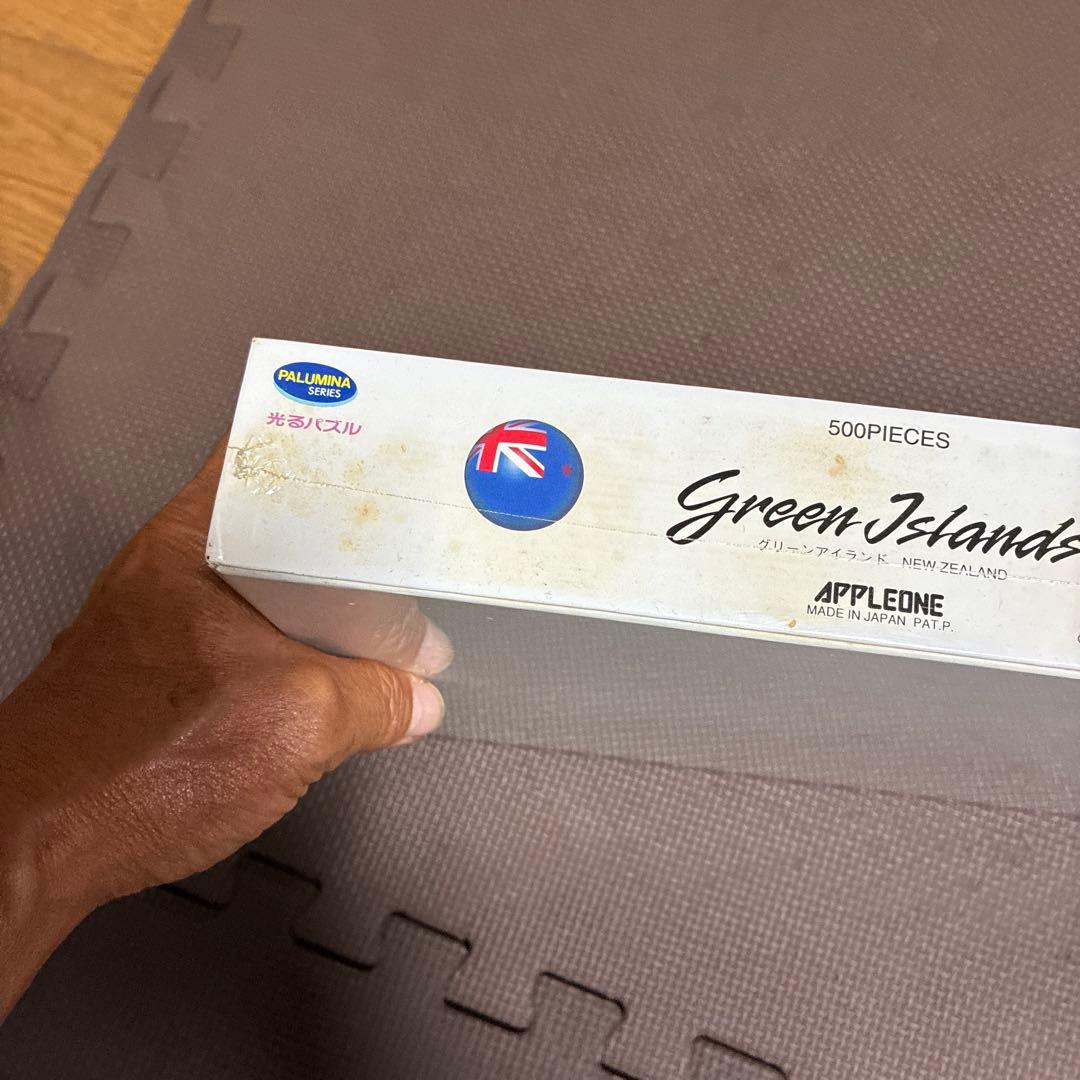 PALUMINA
SERIES
光るパズル
500PIECES
Green Islands
グリーンアイランド NEW ZEALAND
APPLEONE
MADE IN JAPAN PAT.P.